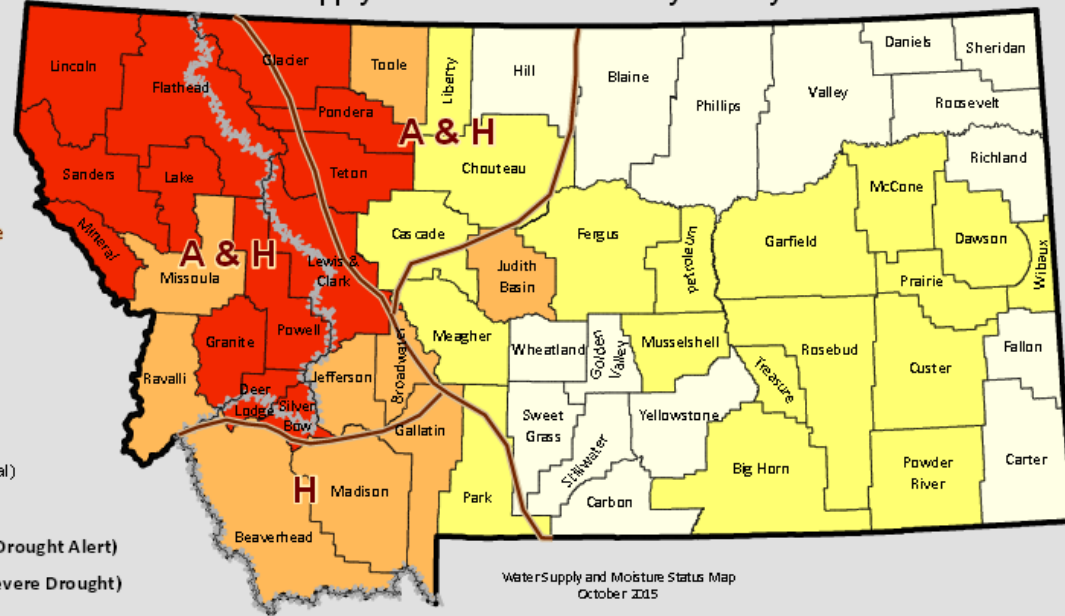 Daniels
Sheridan
Lincoln
Glacier
Toole
Liberty
Hill
Blaine
Phillips
Valley
Roosevelt
Flathead
Pondera
A & H
Richland
Sanders
Lake
Teton
Chouteau
McCone
Mineral
Cascade
Fergus
petroleum
Garfield
Dawson
Wibaux
A & H
Missoula
Lewis &
Clark
Judith
Basin
Prairie
Granite
Powell
Broadwater
Meagher
Wheatland
Golden
Valley
Musselshell
Rosebud
Treasure
Custer
Fallon
Ravalli
Jefferson
Deer
Lodge
Silver
Bow
Gallatin
Sweet
Grass
Yellowstone
Stillwater
Big Horn
Powder
River
Carter
al)
H
Madison
Park
Carbon
Beaverhead
Drought Alert)
evere Drought)
Water Supply and Moisture Status Map
October 2015